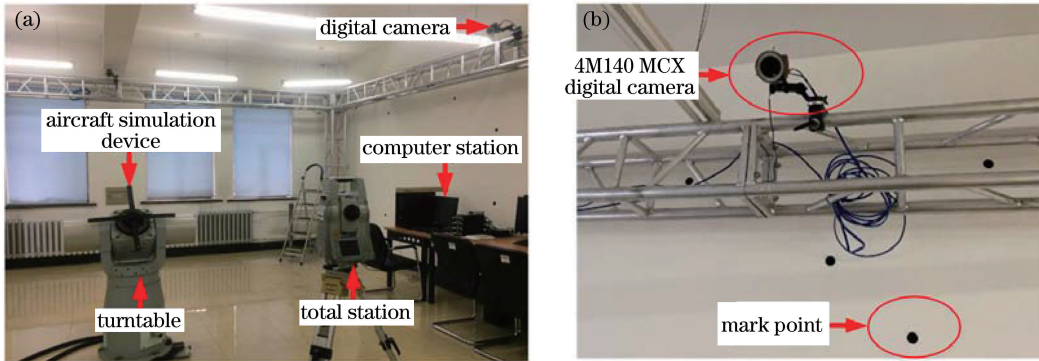 (a)
digital camera
aircraft simulation
device
computer station
turntable
total station
(b)
4M140 MCX
digital camera
mark point